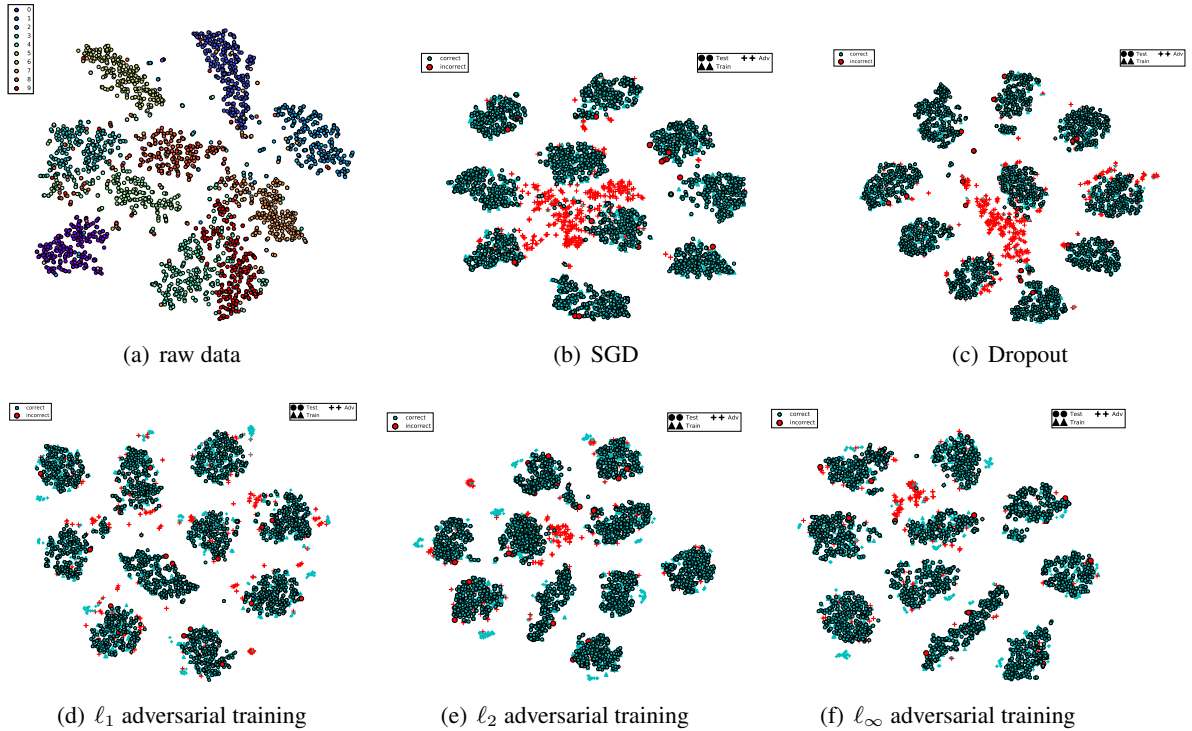 0
1
2
3
4
5
6
7
8
9
(a) raw data
correct
incorrect
Test Adv
Train
(b) SGD
correct
incorrect
Test Adv
Train
(c) Dropout
correct
incorrect
Test Adv
Train
(d) ℓ1 adversarial training
correct
incorrect
Test Adv
Train
(e) ℓ2 adversarial training
correct
incorrect
Test Adv
Train
(f) ℓ∞ adversarial training